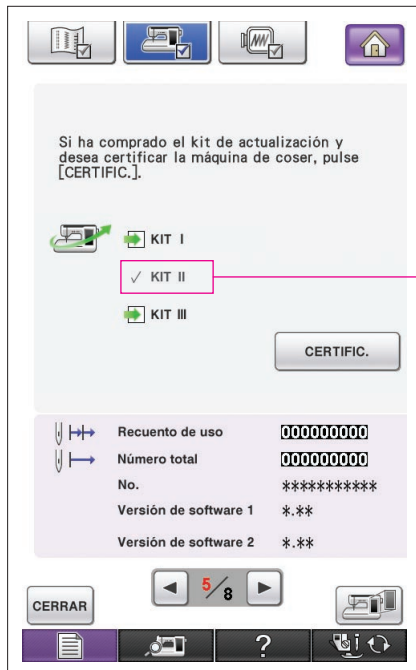 Si ha comprado el kit de actualización y
desea certificar la máquina de coser, pulse
[CERTIFIC.].
KIT I
✓ KIT II
KIT III
CERTIFIC.
Recuento de uso 000000000
Número total 000000000
No. ***********
Versión de software 1 *.**
Versión de software 2 *.**
CERRAR
5/8
?